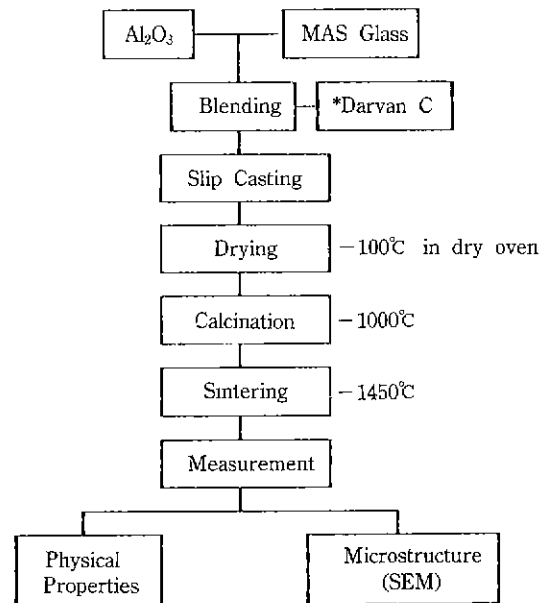 Al₂O₃
MAS Glass
Blending
*Darvan C
Slip Casting
Drying
−100℃ in dry oven
Calcination
−1000℃
Sintering
−1450℃
Measurement
Physical
Properties
Microstructure
(SEM)